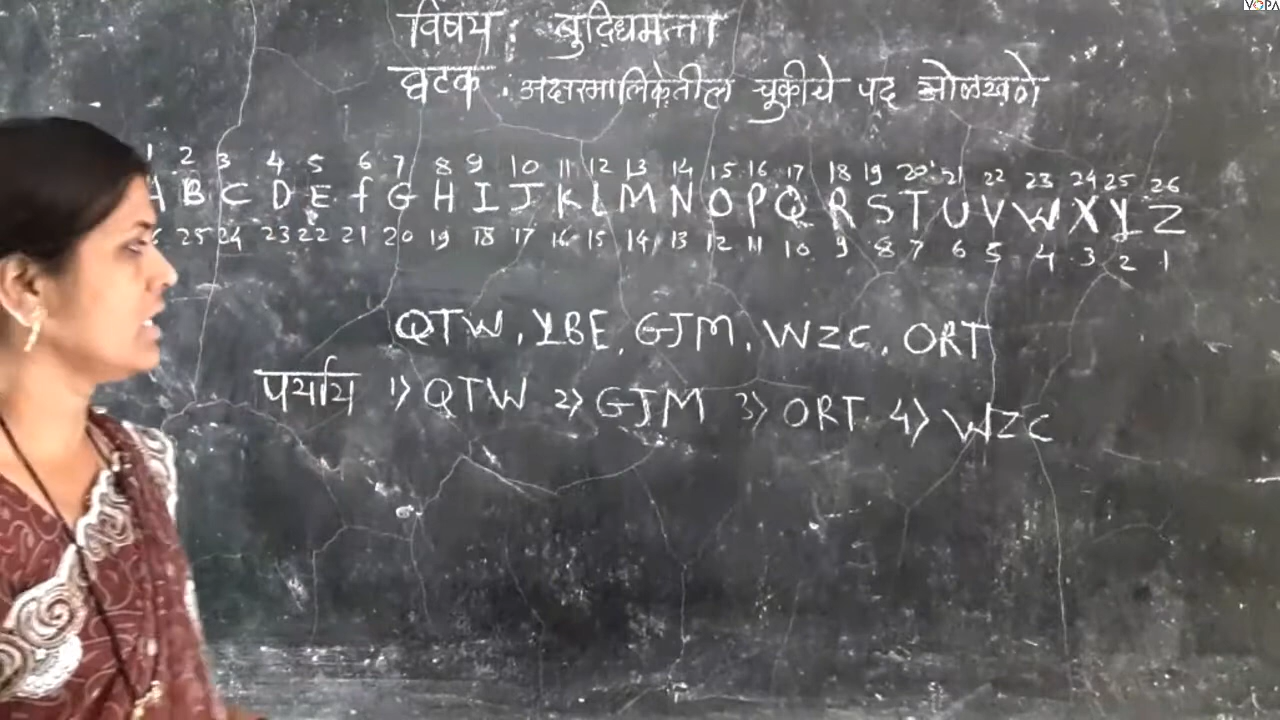 VOPA
विषय : बुद्धिमत्ता
घटक : अक्षरमालिकेतील चुकीचे पद ओळखणे
1 2 3 4 5 6 7 8 9 10 11 12 13 14 15 16 17 18 19 20 21 22 23 24 25 26
A B C D E f G H I J K L M N O P Q R S T U V W X Y Z
6 25 24 23 22 21 20 19 18 17 16 15 14 13 12 11 10 9 8 7 6 5 4 3 2 1
QTW, YBE, GJM, WZC, ORT
पर्याय 1) QTW 2) GJM 3) ORT 4) WZC